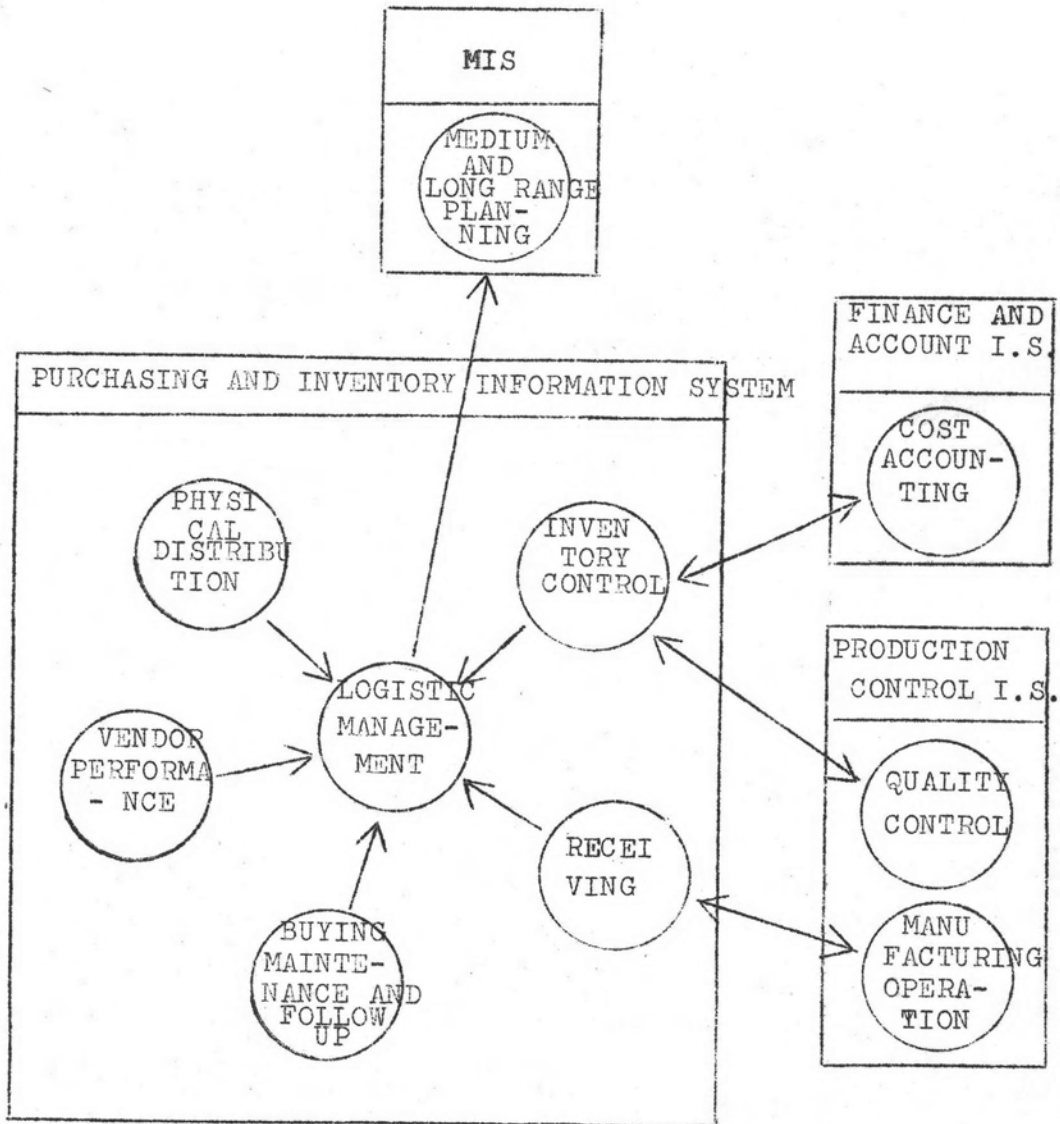 MIS
MEDIUM
AND
LONG RANGE
PLAN-
NING
FINANCE AND
ACCOUNT I.S.
COST
ACCOUN-
TING
PURCHASING AND INVENTORY INFORMATION SYSTEM
PHYSI
CAL
DISTRIBU
TION
INVEN
TORY
CONTROL
LOGISTIC
MANAGE-
MENT
VENDOR
PERFORMA
- NCE
BUYING
MAINTE-
NANCE AND
FOLLOW
UP
RECEI
VING
PRODUCTION
CONTROL I.S.
QUALITY
CONTROL
MANU
FACTURING
OPERA-
TION